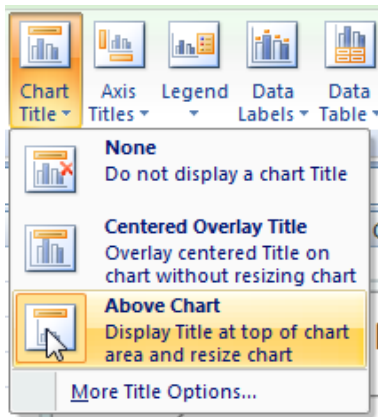 Chart Axis Legend Data Data
Title Titles Labels Table
None
Do not display a chart Title
Centered Overlay Title
Overlay centered Title on
chart without resizing chart
Above Chart
Display Title at top of chart
area and resize chart
More Title Options...